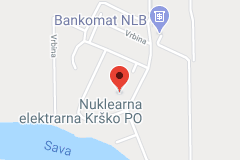 Bankomat NLB
Vrbina
Vrbina
Nuklearna
elektrarna Krško PO
Sava